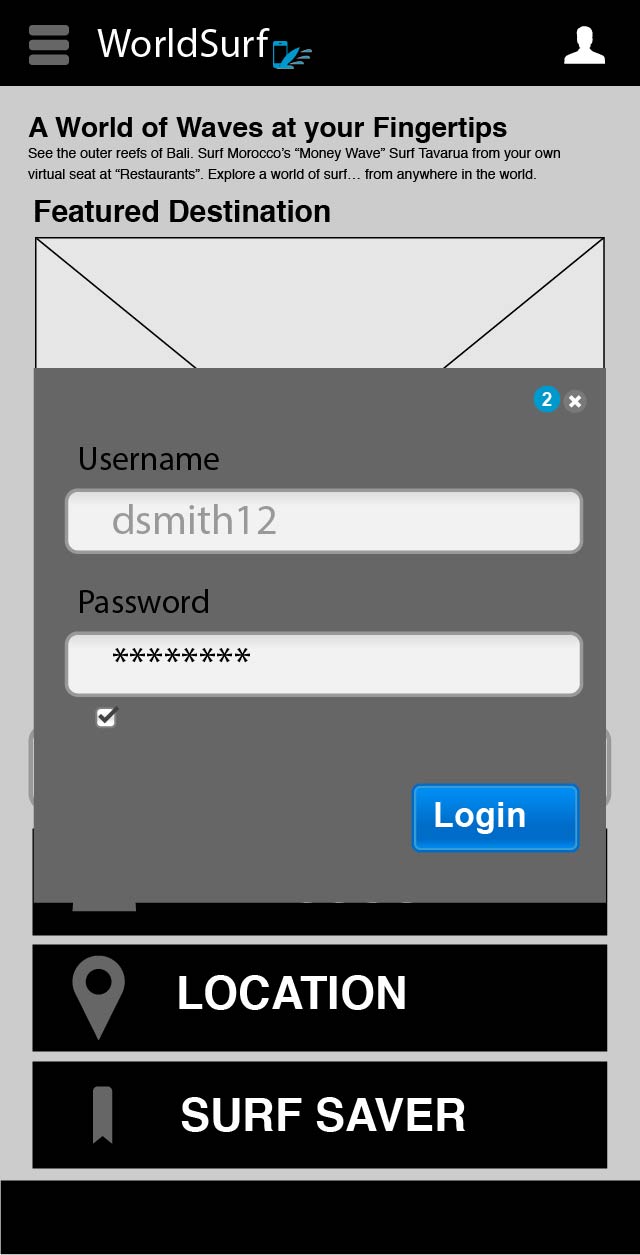 WorldSurf
A World of Waves at your Fingertips
See the outer reefs of Bali. Surf Morocco’s “Money Wave” Surf Tavarua from your own
virtual seat at “Restaurants”. Explore a world of surf… from anywhere in the world.
Featured Destination
2
Username
dsmith12
Password
********
Login
LOCATION
SURF SAVER